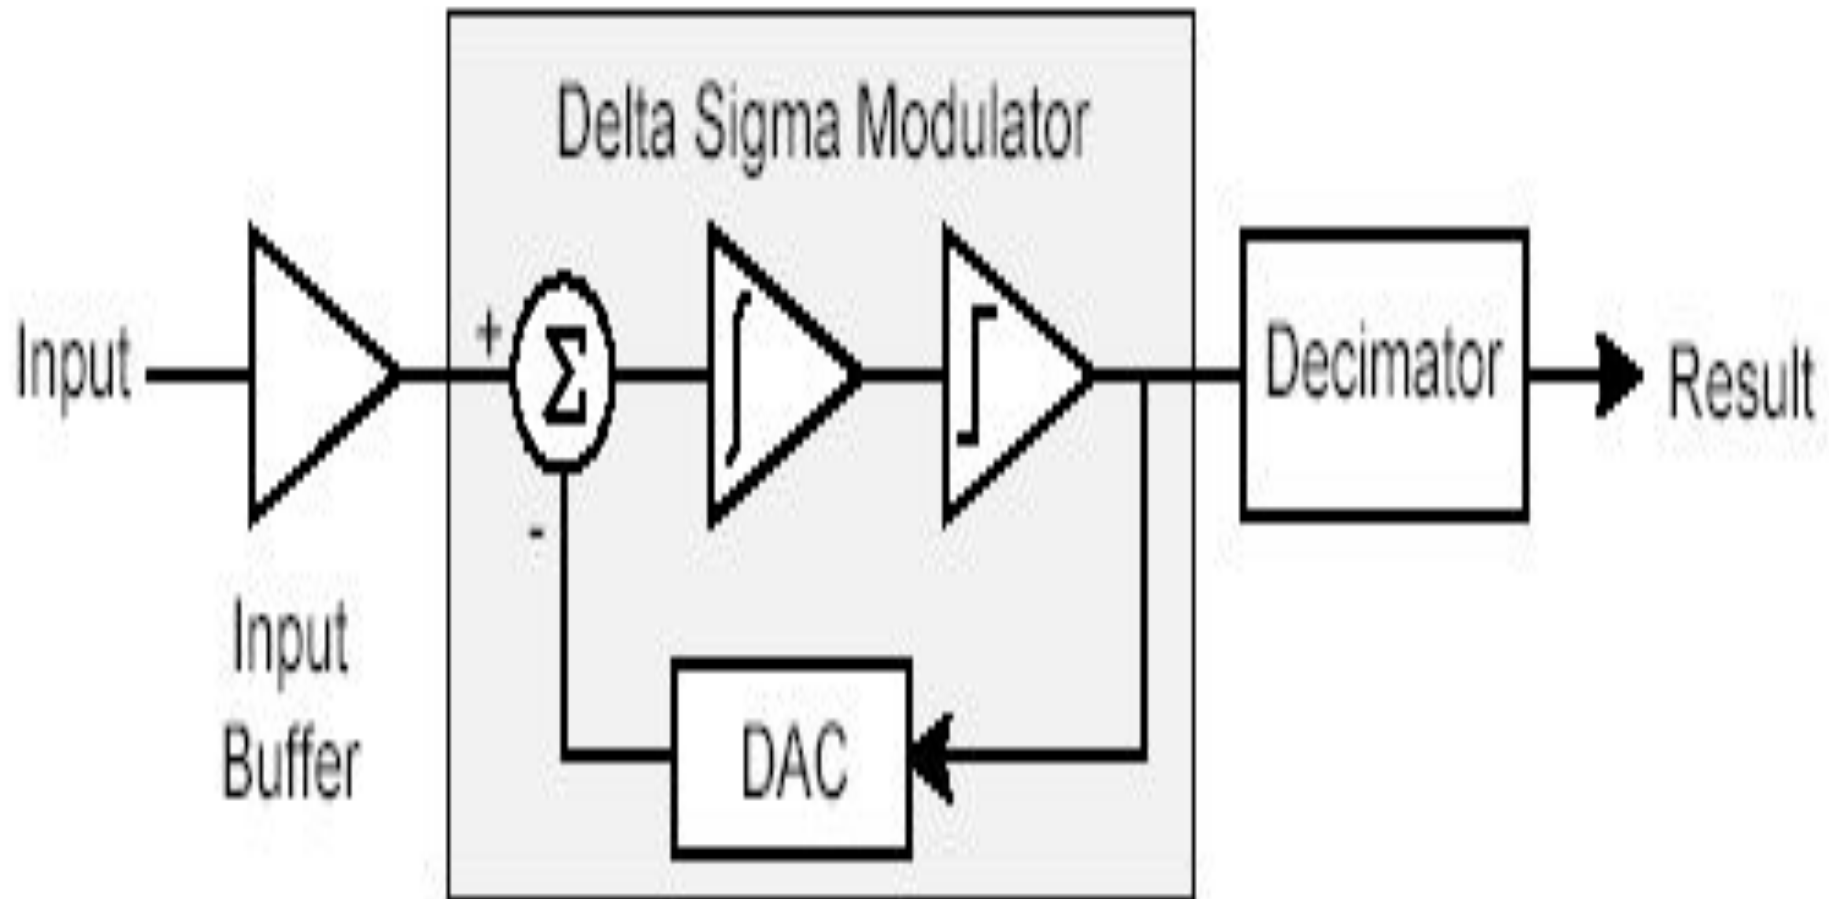 Delta Sigma Modulator
Input
+
Σ
∫
-
Decimator
Result
Input
Buffer
DAC